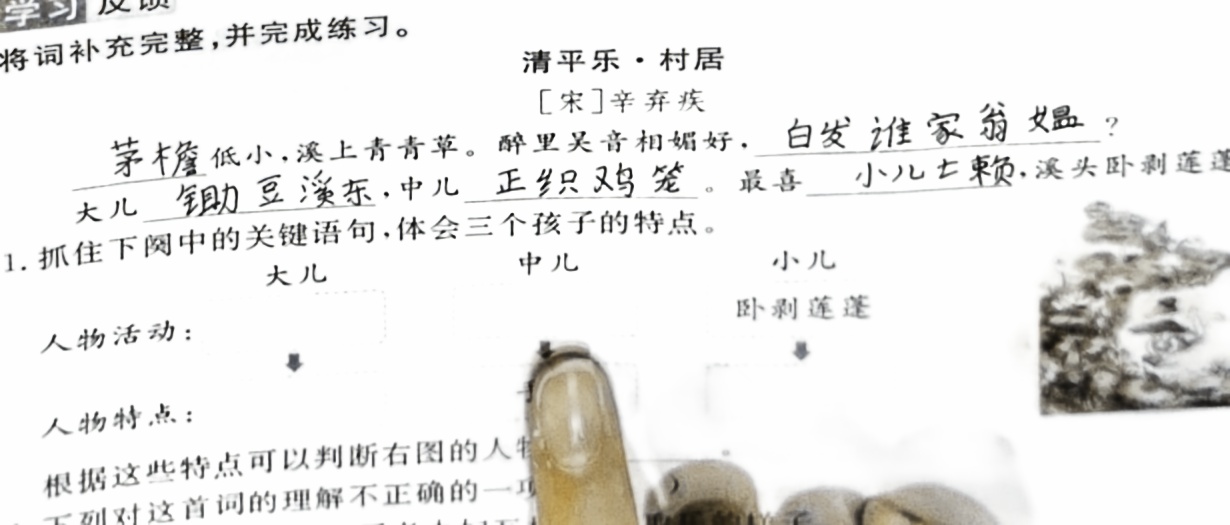 学习反馈
将词补充完整,并完成练习。
清平乐·村居
[宋]辛弃疾
茅檐低小,溪上青青草。醉里吴音相媚好,白发谁家翁媪?
大儿锄豆溪东,中儿正织鸡笼。最喜小儿亡赖,溪头卧剥莲蓬
1.抓住下阕中的关键语句,体会三个孩子的特点。
大儿 中儿 小儿
人物活动: 卧剥莲蓬
人物特点:
根据这些特点可以判断右图的人物
下列对这首词的理解不正确的一项